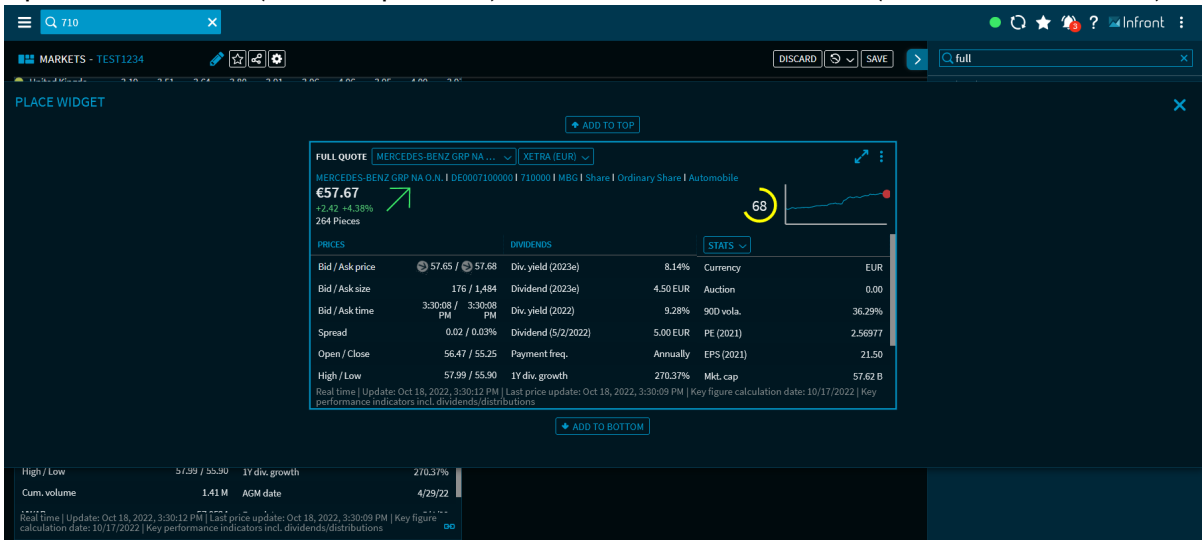 710
? Infront
MARKETS - TEST1234
DISCARD
SAVE
full
PLACE WIDGET
ADD TO TOP
FULL QUOTE MERCEDES-BENZ GRP NA ... XETRA (EUR)
MERCEDES-BENZ GRP NA O.N. I DE0007100000 I 710000 I MBG I Share I Ordinary Share I Automobile
€57.67
+2.42 +4.38%
264 Pieces
68
PRICES DIVIDENDS STATS
Bid / Ask price 57.65 / 57.68 Div. yield (2023e) 8.14% Currency EUR
Bid / Ask size 176 / 1,484 Dividend (2023e) 4.50 EUR Auction 0.00
Bid / Ask time 3:30:08 PM / 3:30:08 PM Div. yield (2022) 9.28% 90D vola. 36.29%
Spread 0.02 / 0.03% Dividend (5/2/2022) 5.00 EUR PE (2021) 2.56977
Open / Close 56.47 / 55.25 Payment freq. Annually EPS (2021) 21.50
High / Low 57.99 / 55.90 1Y div. growth 270.37% Mkt. cap 57.62 B
Real time | Update: Oct 18, 2022, 3:30:12 PM | Last price update: Oct 18, 2022, 3:30:09 PM | Key figure calculation date: 10/17/2022 | Key
performance indicators incl. dividends/distributions
ADD TO BOTTOM
High / Low 57.99 / 55.90 1Y div. growth 270.37%
Cum. volume 1.41 M AGM date 4/29/22
Real time | Update: Oct 18, 2022, 3:30:12 PM | Last price update: Oct 18, 2022, 3:30:09 PM | Key figure
calculation date: 10/17/2022 | Key performance indicators incl. dividends/distributions